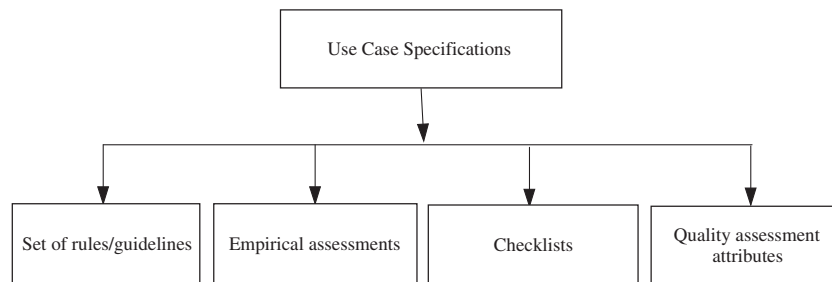 Use Case Specifications
Set of rules/guidelines
Empirical assessments
Checklists
Quality assessment
attributes